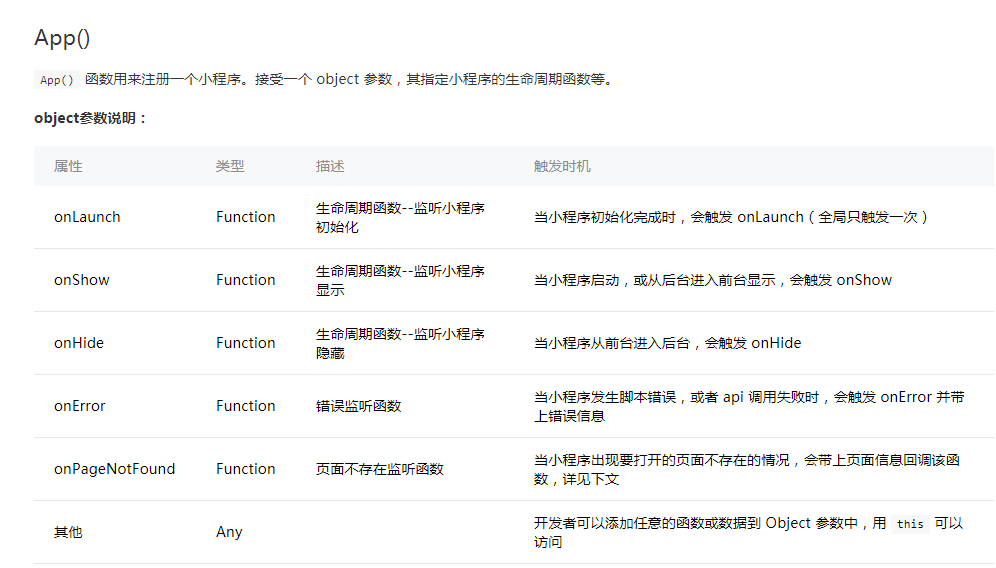 App()
App() 函数用来注册一个小程序。接受一个 object 参数，其指定小程序的生命周期函数等。
object参数说明：
属性 类型 描述 触发时机
onLaunch Function 生命周期函数--监听小程序 当小程序初始化完成时，会触发 onLaunch（全局只触发一次）
初始化
onShow Function 生命周期函数--监听小程序 当小程序启动，或从后台进入前台显示，会触发 onShow
显示
onHide Function 生命周期函数--监听小程序 当小程序从前台进入后台，会触发 onHide
隐藏
onError Function 错误监听函数 当小程序发生脚本错误，或者 api 调用失败时，会触发 onError 并带
上错误信息
onPageNotFound Function 页面不存在监听函数 当小程序出现要打开的页面不存在的情况，会带上页面信息回调该函
数，详见下文
其他 Any 开发者可以添加任意的函数或数据到 Object 参数中，用 this 可以
访问